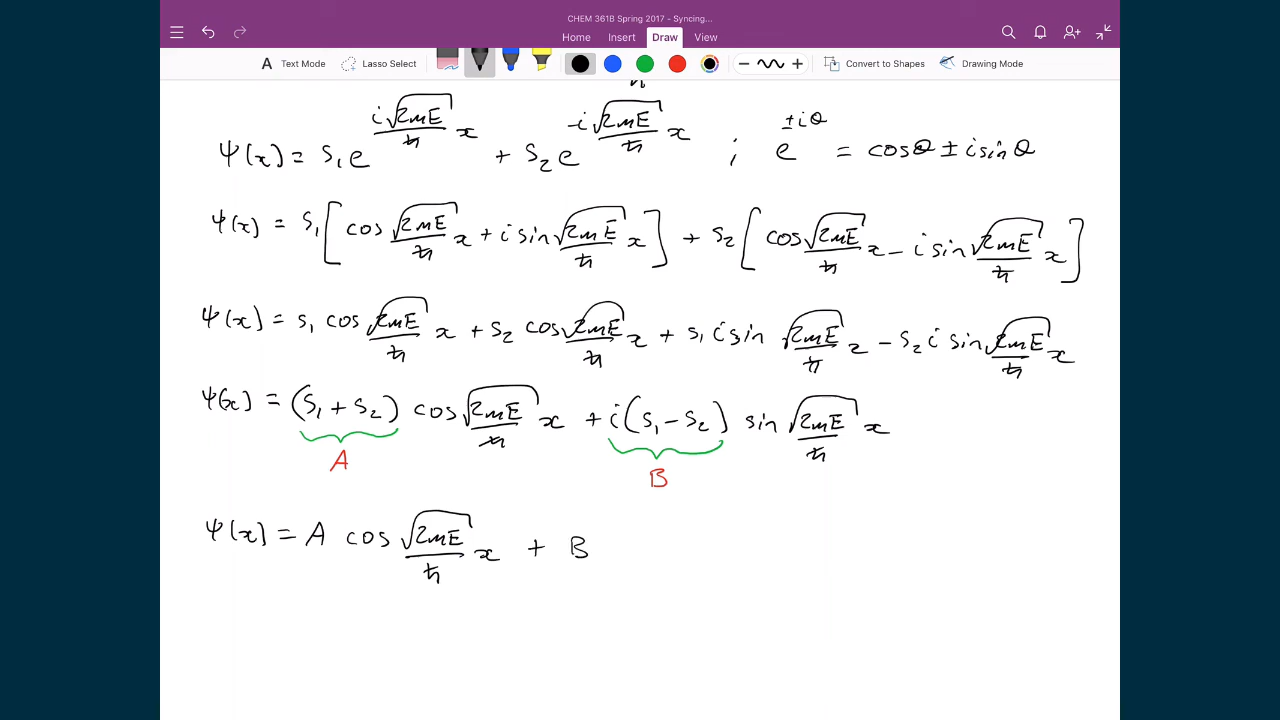 CHEM 361B Spring 2017 - Syncing...
Home Insert Draw View
A Text Mode Lasso Select Convert to Shapes Drawing Mode
ħ
ψ(x) = s₁ e^(i√(2mE)/ħ x) + s₂ e^(-i√(2mE)/ħ x) ; e^(±iθ) = cosθ ± i sinθ
ψ(x) = s₁ [cos √(2mE)/ħ x + i sin √(2mE)/ħ x] + s₂ [cos √(2mE)/ħ x - i sin √(2mE)/ħ x]
ψ(x) = s₁ cos √(2mE)/ħ x + s₂ cos √(2mE)/ħ x + s₁ i sin √(2mE)/ħ x - s₂ i sin √(2mE)/ħ x
ψ(x) = (s₁ + s₂) cos √(2mE)/ħ x + i(s₁ - s₂) sin √(2mE)/ħ x
A B
ψ(x) = A cos √(2mE)/ħ x + B